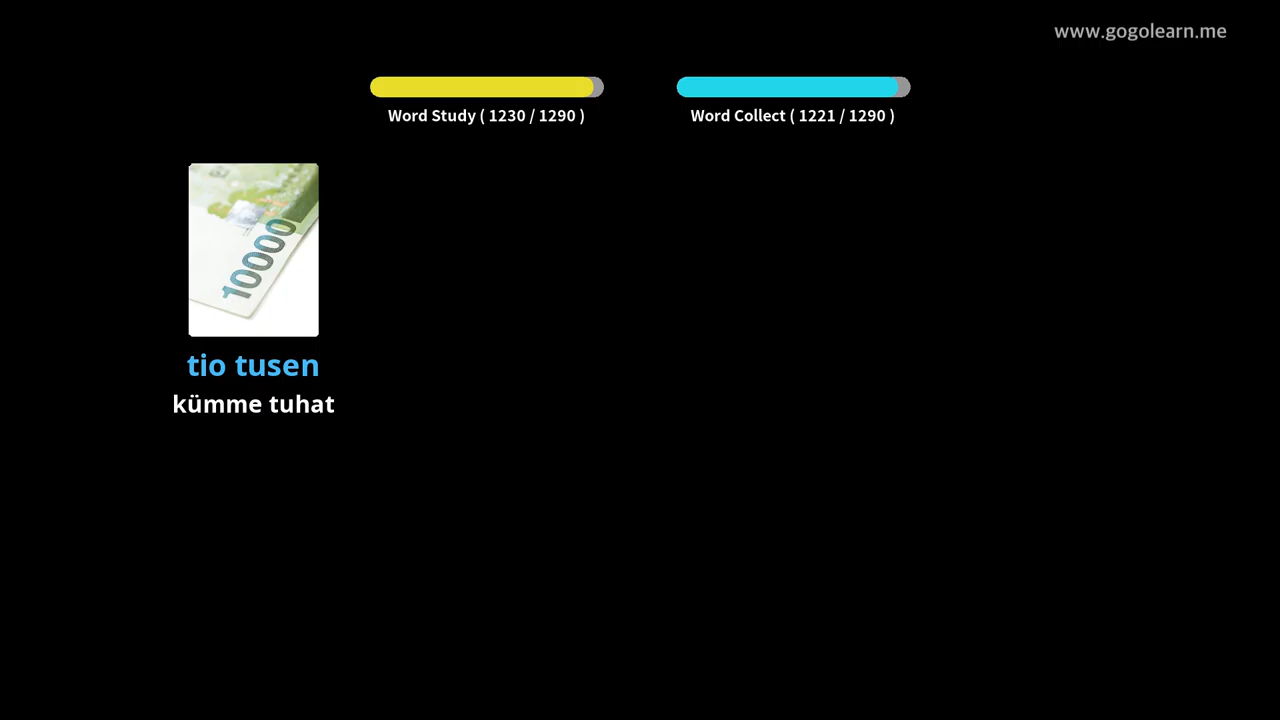 www.gogolearn.me
Word Study ( 1230 / 1290 )
Word Collect ( 1221 / 1290 )
10000
tio tusen
kümme tuhat